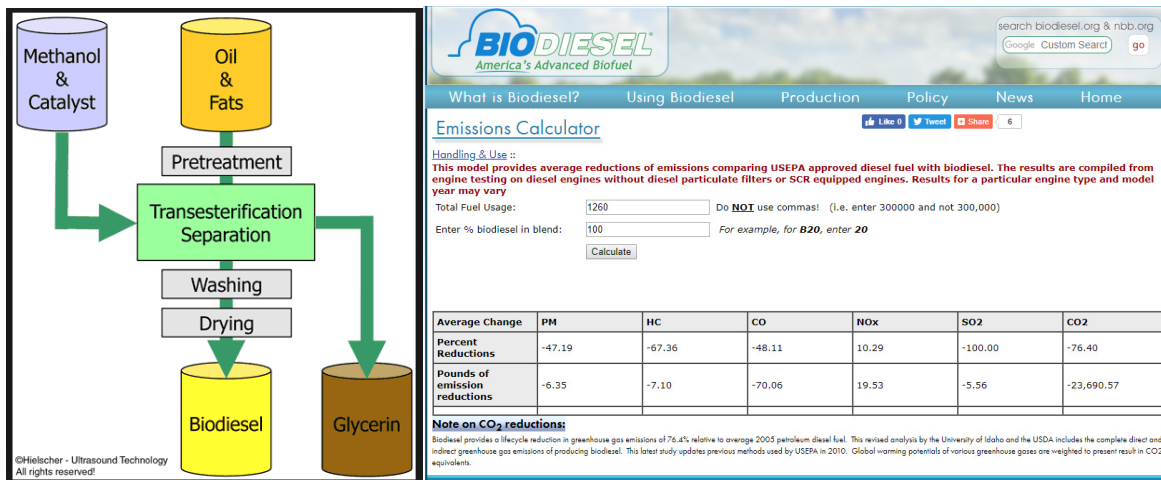 Methanol
&
Catalyst
Oil
&
Fats
Pretreatment
Transesterification
Separation
Washing
Drying
Biodiesel
Glycerin
©Hielscher - Ultrasound Technology
All rights reserved!
BIODIESEL
America's Advanced Biofuel
search biodiesel.org & nbb.org
Google Custom Search
go
What is Biodiesel? Using Biodiesel Production Policy News Home
Emissions Calculator
Like 0 Tweet Share 6
Handling & Use ::
This model provides average reductions of emissions comparing USEPA approved diesel fuel with biodiesel. The results are compiled from
engine testing on diesel engines without diesel particulate filters or SCR equipped engines. Results for a particular engine type and model
year may vary
Total Fuel Usage: 1260 Do NOT use commas! (i.e. enter 300000 and not 300,000)
Enter % biodiesel in blend: 100 For example, for B20, enter 20
Calculate
Average Change PM HC CO NOx SO2 CO2
Percent
Reductions -47.19 -67.36 -48.11 10.29 -100.00 -76.40
Pounds of
emission
reductions -6.35 -7.10 -70.06 19.53 -5.56 -23,690.57
Note on CO2 reductions:
Biodiesel provides a lifecycle reduction in greenhouse gas emissions of 76.4% relative to average 2005 petroleum diesel fuel. This revised analysis by the University of Idaho and the USDA includes the complete direct and
indirect greenhouse gas emissions of producing biodiesel. This latest study updates previous methods used by USEPA in 2010. Global warming potentials of various greenhouse gases are weighted to present result in CO2
equivalents.